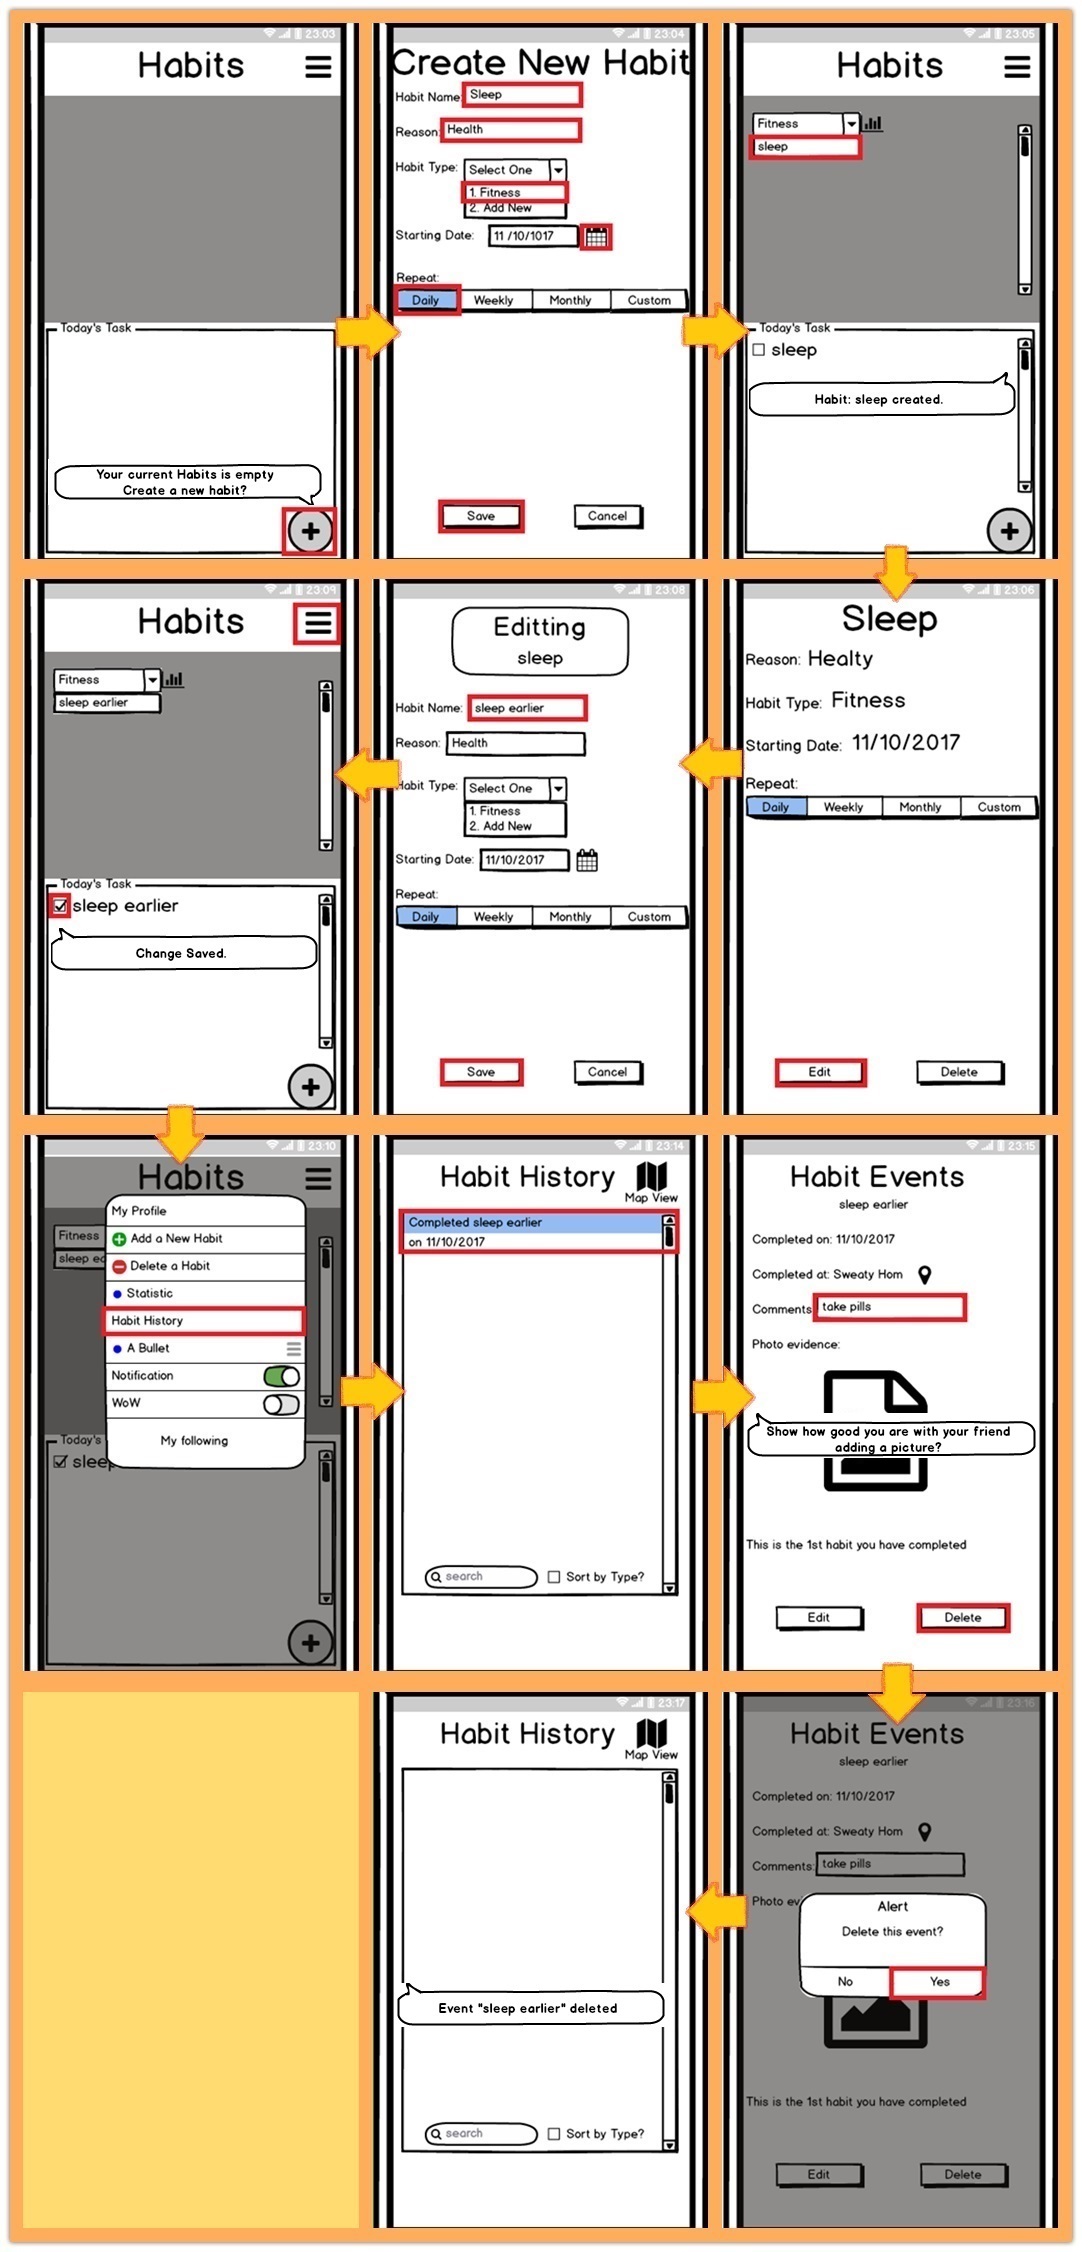 23:03
Habits
Today's Task
Your current Habits is empty
Create a new habit?
+
23:04
Create New Habit
Habit Name: Sleep
Reason: Health
Habit Type: Select One
1. Fitness
2. Add New
Starting Date: 11 /10/1017
Repeat:
Daily Weekly Monthly Custom
Save Cancel
23:05
Habits
Fitness
sleep
Today's Task
sleep
Habit: sleep created.
+
23:06
Sleep
Reason: Healty
Habit Type: Fitness
Starting Date: 11/10/2017
Repeat:
Daily Weekly Monthly Custom
Edit Delete
23:08
Editting
sleep
Habit Name: sleep earlier
Reason: Health
Habit Type: Select One
1. Fitness
2. Add New
Starting Date: 11/10/2017
Repeat:
Daily Weekly Monthly Custom
Save Cancel
23:09
Habits
Fitness
sleep earlier
Today's Task
sleep earlier
Change Saved.
+
23:10
Habits
Fitness
sleep ea
My Profile
Add a New Habit
Delete a Habit
Statistic
Habit History
A Bullet
Notification
WoW
My following
Today's
sleep
+
23:14
Habit History
Map View
Completed sleep earlier
on 11/10/2017
search Sort by Type?
23:15
Habit Events
sleep earlier
Completed on: 11/10/2017
Completed at: Sweaty Hom
Comments: take pills
Photo evidence:
Show how good you are with your friend
adding a picture?
This is the 1st habit you have completed
Edit Delete
23:16
Habit Events
sleep earlier
Completed on: 11/10/2017
Completed at: Sweaty Hom
Comments: take pills
Photo ev
Alert
Delete this event?
No Yes
This is the 1st habit you have completed
Edit Delete
23:17
Habit History
Map View
Event "sleep earlier" deleted
search Sort by Type?